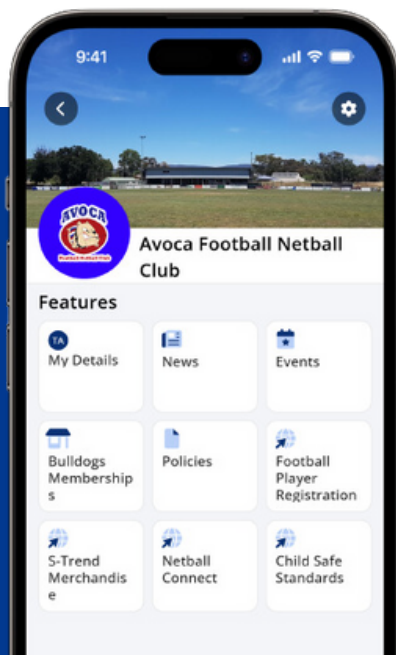 9:41
AVOCA
Avoca Football Netball
Club
Features
TA
My Details
News
Events
Bulldogs
Membership
s
Policies
Football
Player
Registration
S-Trend
Merchandis
e
Netball
Connect
Child Safe
Standards